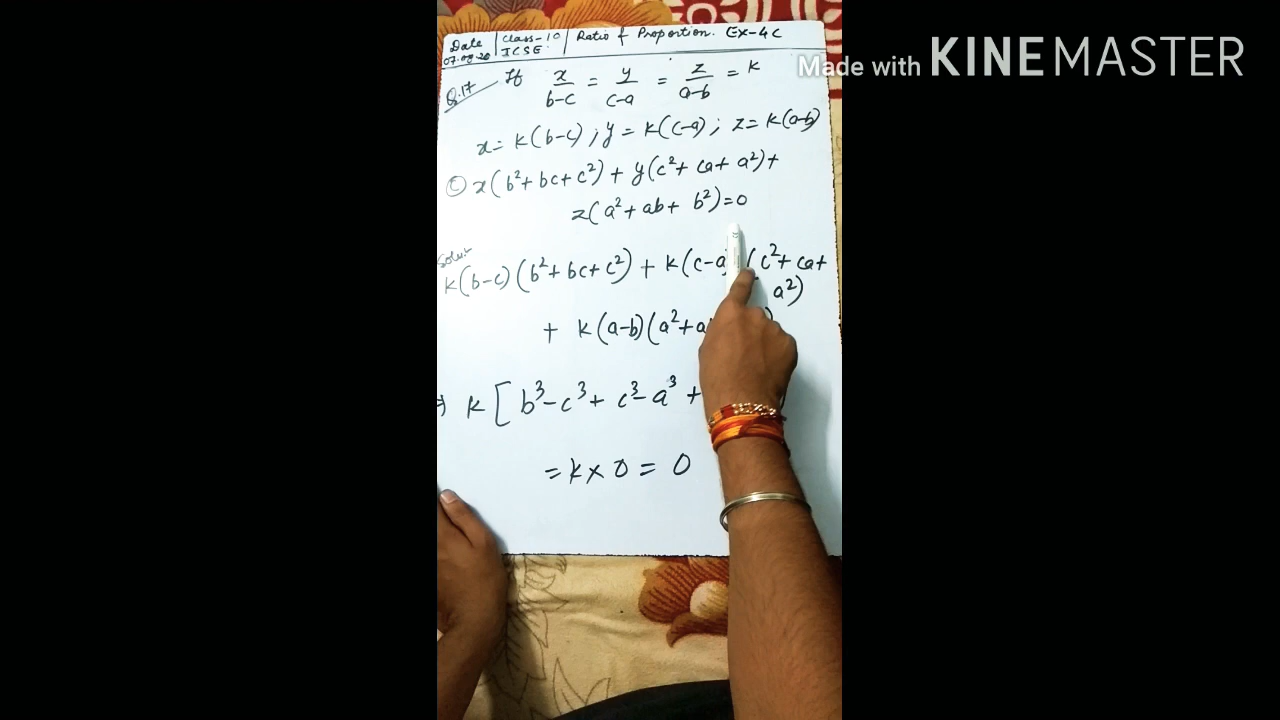 Made with KINEMASTER
Date
07.09.20
Class-10
ICSE.
Ratio & Proportion. EX-4C
Q.17 If x/b-c = y/c-a = z/a-b = k
x = k(b-c) ; y = k(c-a) ; z = k(a-b)
(C) x(b²+bc+c²) + y(c²+ca+a²)+
z(a²+ab+b²)=0
Solun
k(b-c)(b²+bc+c²) + k(c-a) (c²+ca+
a²)
+ k(a-b)(a²+a
k[b³-c³+c³-a³+
= k×0 = 0